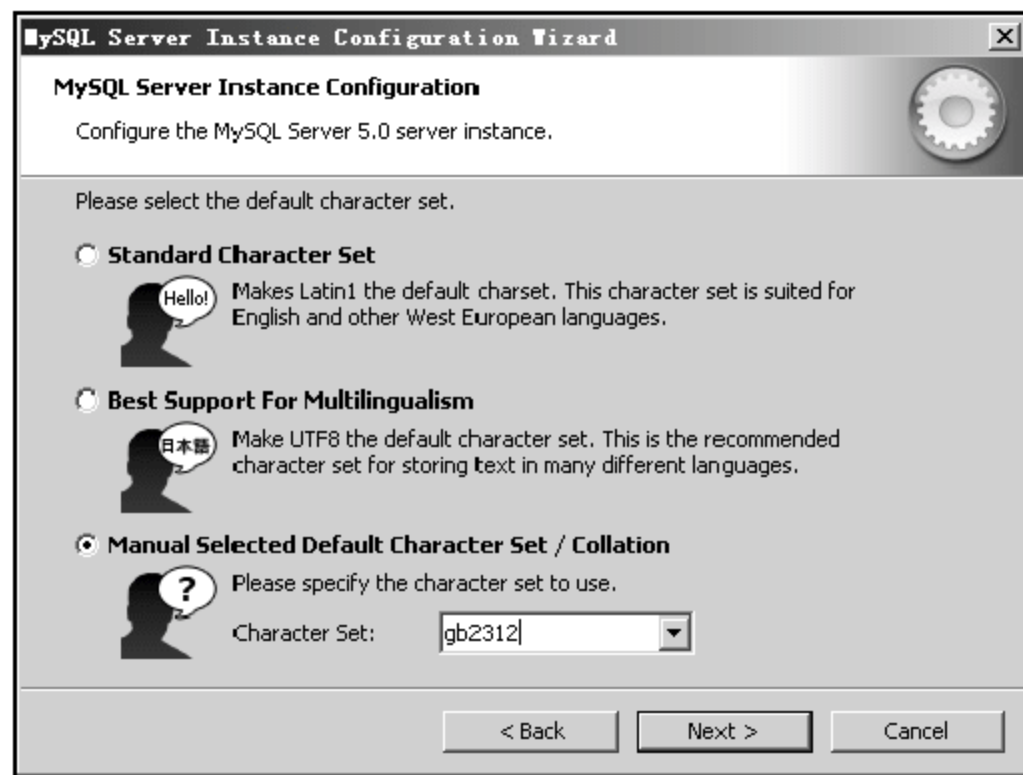 MySQL Server Instance Configuration Wizard
MySQL Server Instance Configuration
Configure the MySQL Server 5.0 server instance.
Please select the default character set.
Standard Character Set
Hello!
Makes Latin1 the default charset. This character set is suited for
English and other West European languages.
Best Support For Multilingualism
日本語
Make UTF8 the default character set. This is the recommended
character set for storing text in many different languages.
Manual Selected Default Character Set / Collation
?
Please specify the character set to use.
Character Set: gb2312
< Back Next > Cancel